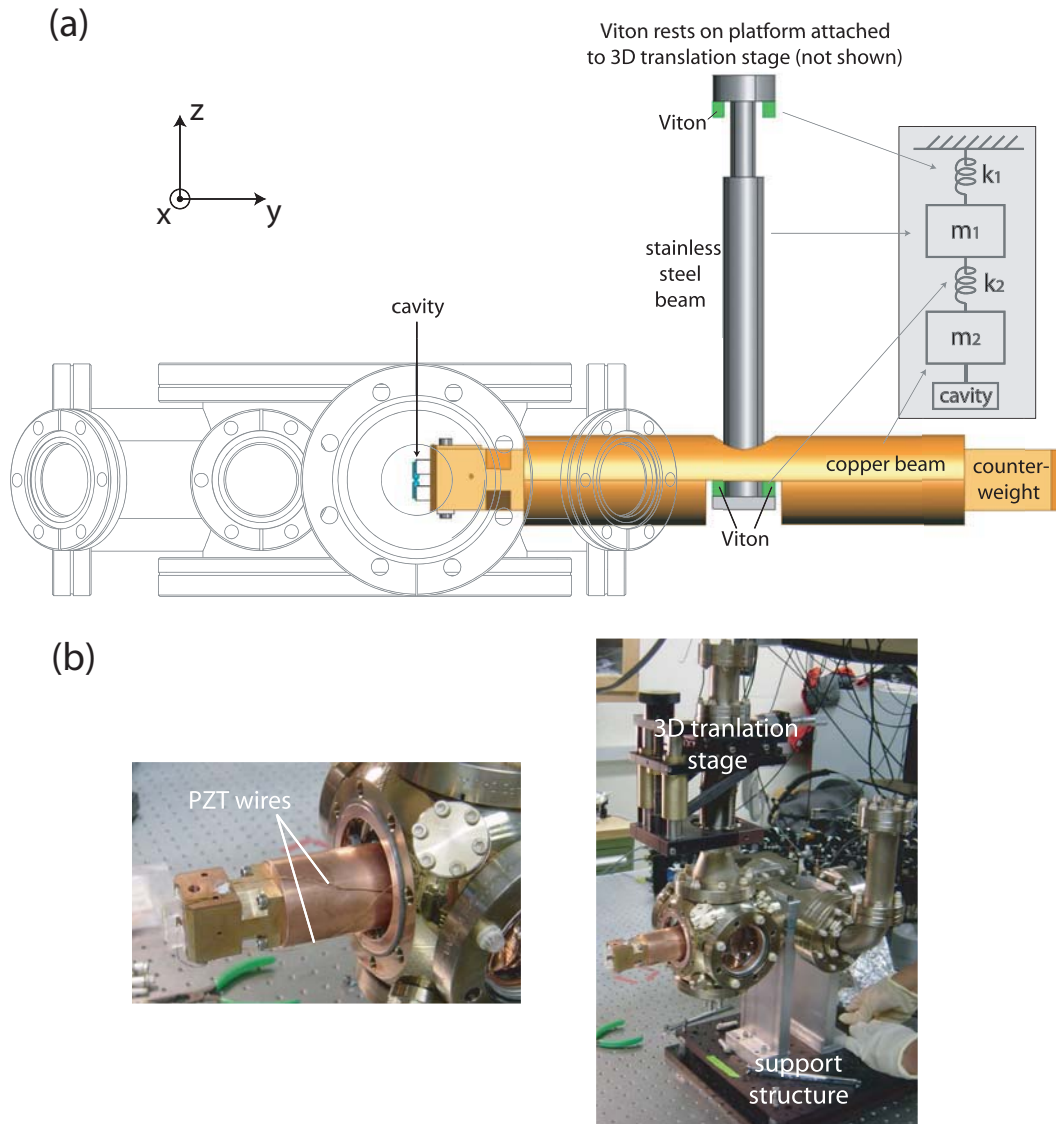 (a)
Viton rests on platform attached
to 3D translation stage (not shown)
z
x
y
Viton
k1
m1
stainless
steel
beam
k2
m2
cavity
cavity
copper beam
counter-
weight
Viton
(b)
3D tranlation
stage
PZT wires
support
structure